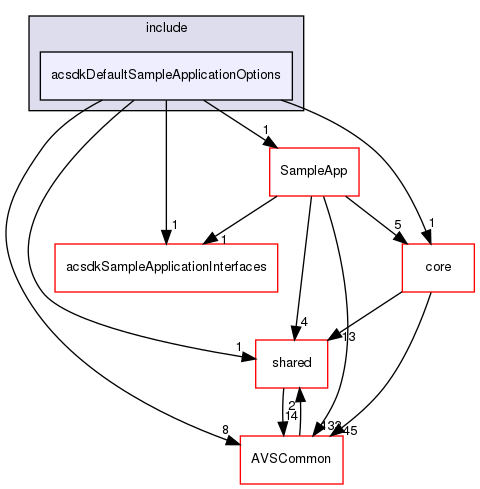 include
acsdkDefaultSampleApplicationOptions
1
SampleApp
1
1
5
1
acsdkSampleApplicationInterfaces
core
4
13
1
shared
2
14
8
133
45
AVSCommon